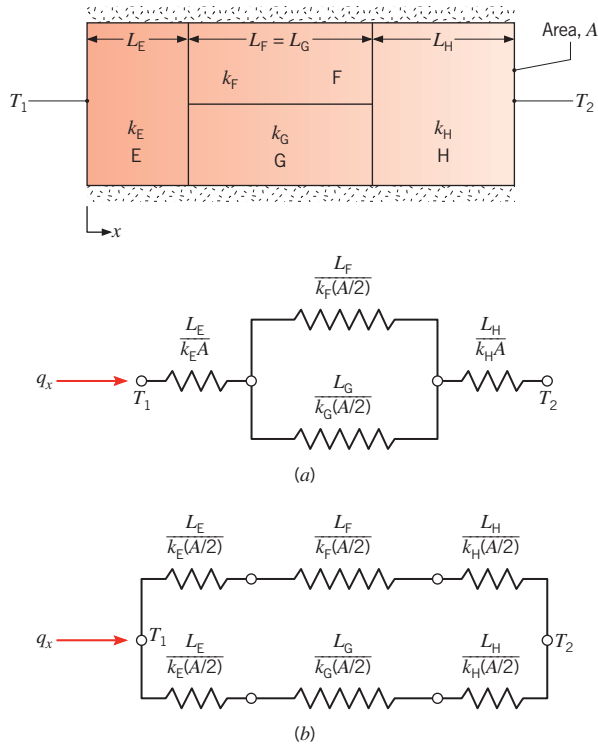 L_E
L_F = L_G
L_H
Area, A
k_F F
T_1
T_2
k_E
E
k_G
G
k_H
H
x
L_F
k_F(A/2)
L_E
k_EA
L_H
k_HA
q_x
T_1
T_2
L_G
k_G(A/2)
(a)
L_E
k_E(A/2)
L_F
k_F(A/2)
L_H
k_H(A/2)
q_x
T_1
T_2
L_E
k_E(A/2)
L_G
k_G(A/2)
L_H
k_H(A/2)
(b)